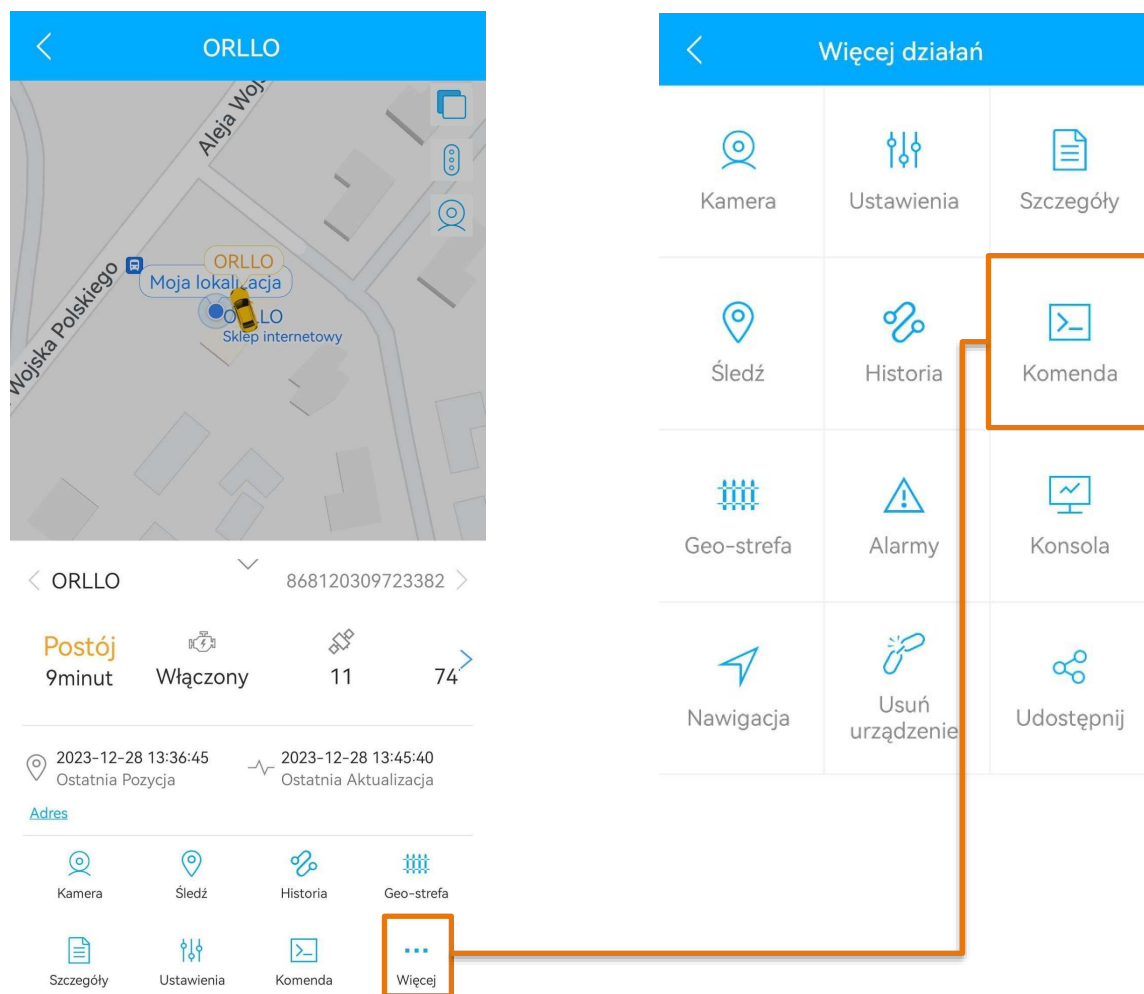 ORLLO
Aleja Wojs
Wojska Polskiego
ORLLO
Moja lokalizacja
ORLLO
Sklep internetowy
ORLLO
868120309723382
Postój
9minut
Włączony
11
74
2023-12-28 13:36:45
Ostatnia Pozycja
2023-12-28 13:45:40
Ostatnia Aktualizacja
Adres
Kamera
Śledź
Historia
Geo-strefa
Szczegóły
Ustawienia
Komenda
Więcej
Więcej działań
Kamera
Ustawienia
Szczegóły
Śledź
Historia
Komenda
Geo-strefa
Alarmy
Konsola
Nawigacja
Usuń
urządzenie
Udostępnij